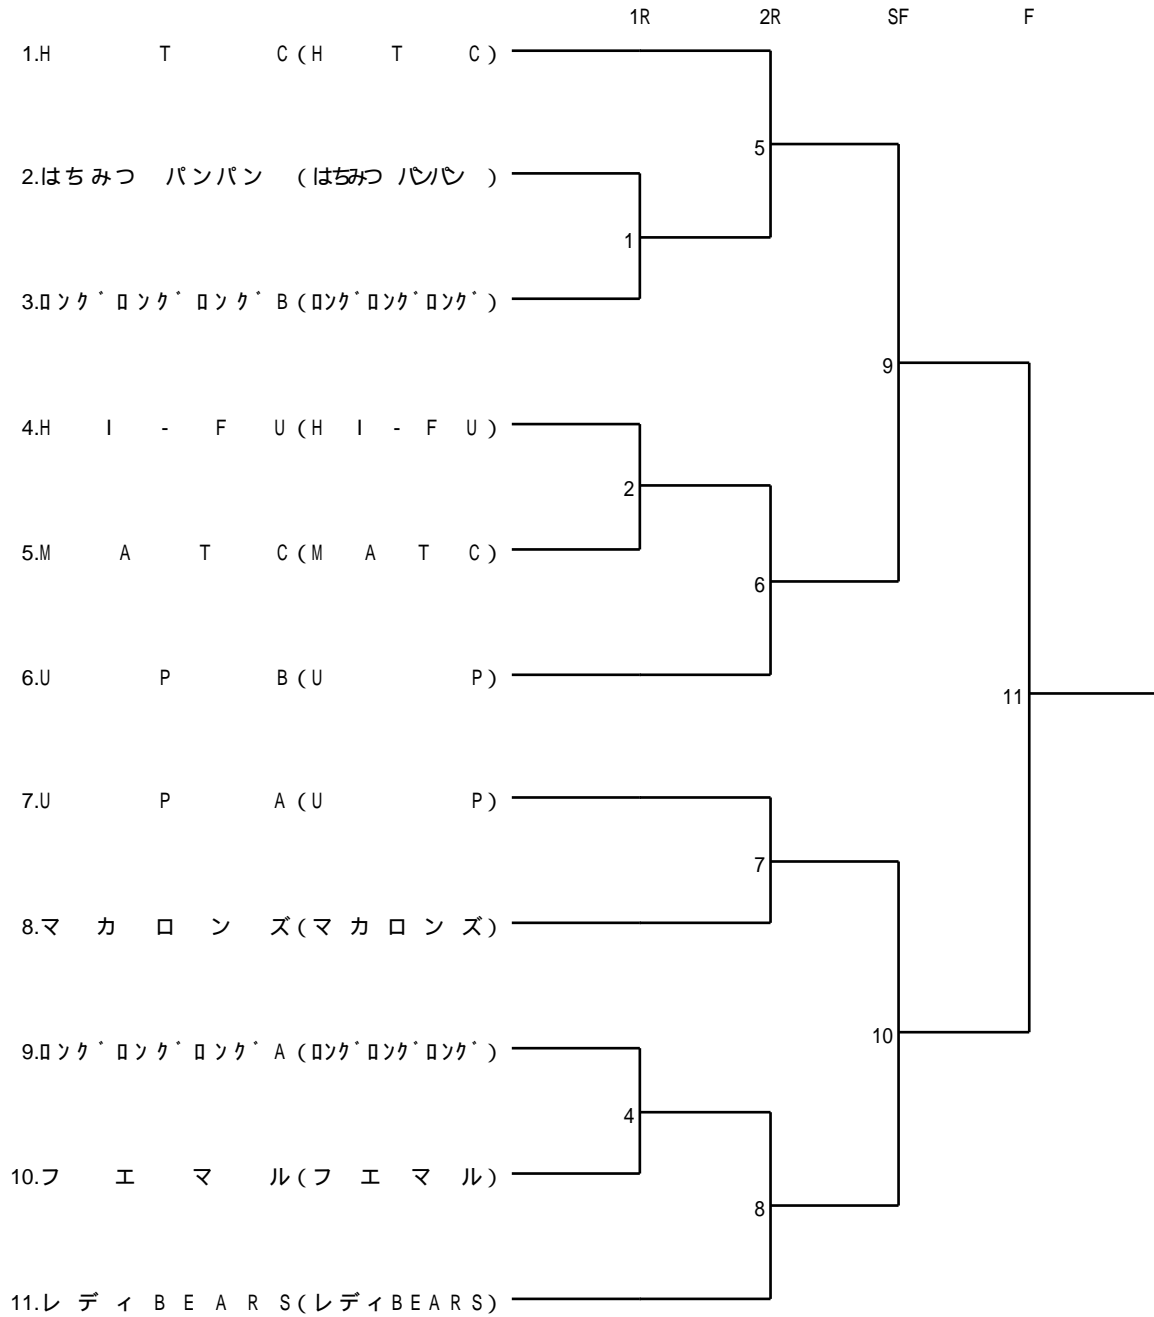 1R 2R SF F
1.H T C(H T C)
5
2.はちみつ パンパン (はちみつ パンパン )
1
3.ﾛﾝｸﾞﾛﾝｸﾞﾛﾝｸﾞB(ﾛﾝｸﾞﾛﾝｸﾞﾛﾝｸﾞ)
9
4.H I - F U(H I - F U)
2
5.M A T C(M A T C)
6
6.U P B(U P)
11
7.U P A(U P)
7
8.マ カ ロ ン ズ(マ カ ロ ン ズ)
10
9.ﾛﾝｸﾞﾛﾝｸﾞﾛﾝｸﾞA(ﾛﾝｸﾞﾛﾝｸﾞﾛﾝｸﾞ)
4
10.フ エ マ ル(フ エ マ ル)
8
11.レ デ ィ B E A R S(レディBEARS)